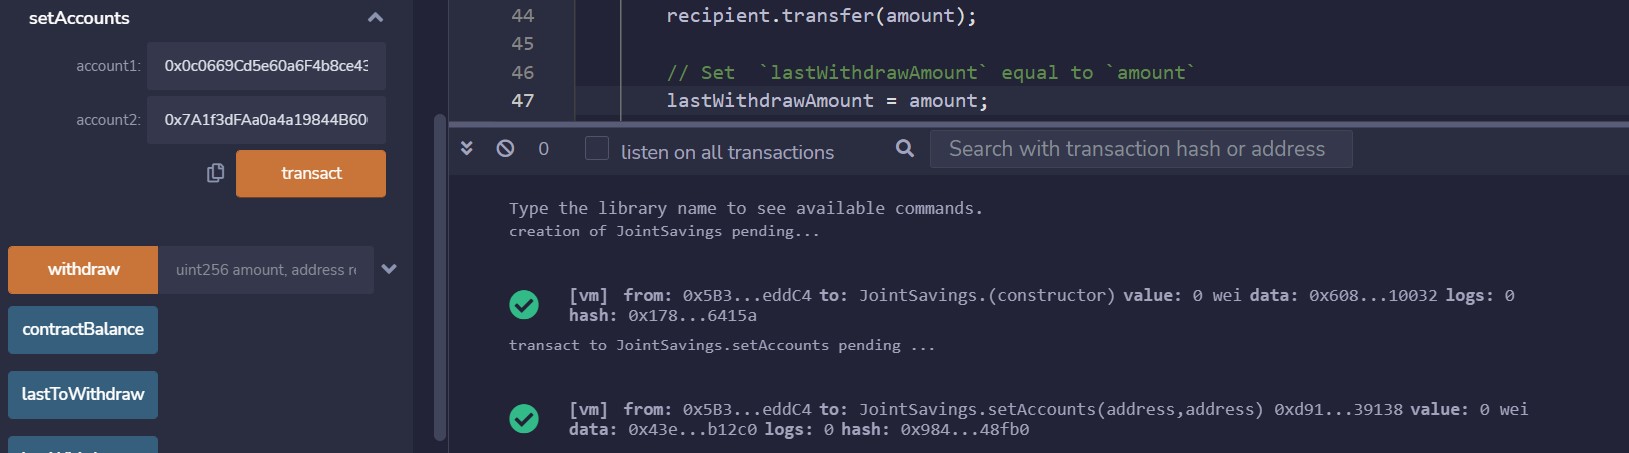 setAccounts
account1: 0x0c0669Cd5e60a6F4b8ce43
account2: 0x7A1f3dFAa0a4a19844B60
transact
withdraw
uint256 amount, address re
contractBalance
lastToWithdraw
44 recipient.transfer(amount);
45
46 // Set  `lastWithdrawAmount` equal to `amount`
47 lastWithdrawAmount = amount;
0 listen on all transactions
Search with transaction hash or address
Type the library name to see available commands.
creation of JointSavings pending...
[vm] from: 0x5B3...eddC4 to: JointSavings.(constructor) value: 0 wei data: 0x608...10032 logs: 0
hash: 0x178...6415a
transact to JointSavings.setAccounts pending ...
[vm] from: 0x5B3...eddC4 to: JointSavings.setAccounts(address,address) 0xd91...39138 value: 0 wei
data: 0x43e...b12c0 logs: 0 hash: 0x984...48fb0